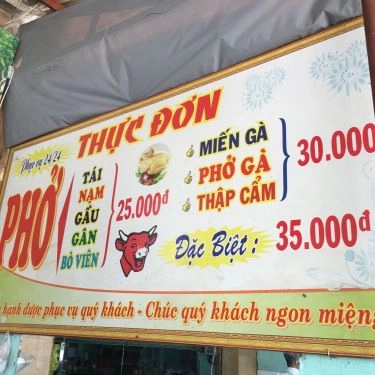 Phục vụ 24/24
THỰC ĐƠN
PHỞ
TÁI
NẠM
GẦU
GÂN
BÒ VIÊN
25.000đ
MIẾN GÀ
PHỞ GÀ
THẬP CẨM
30.000
Đặc Biệt : 35.000đ
hạnh được phục vụ quý khách - Chúc quý khách ngon miệng